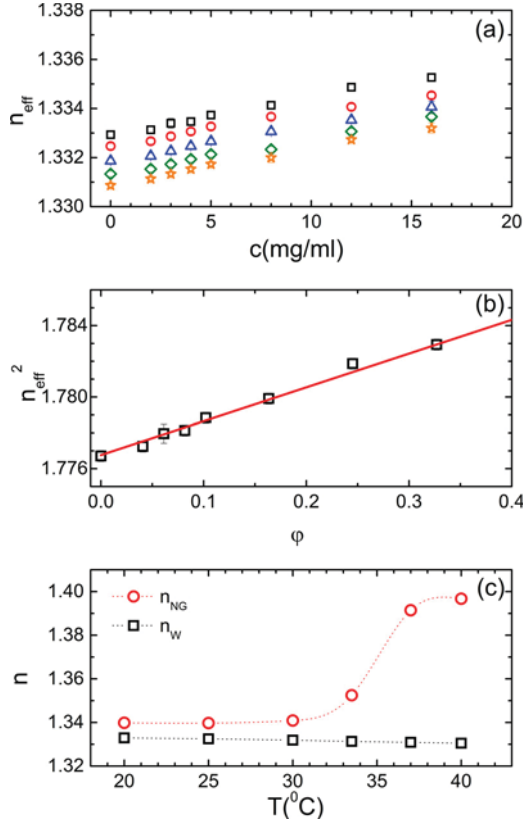 (a)
1.336
1.334
1.332
1.330
n_eff
0 5 10 15 20
c(mg/ml)
(b)
1.784
1.780
1.776
n_eff^2
0.0 0.1 0.2 0.3 0.4
φ
(c)
n_NG
n_W
1.40
1.38
1.36
1.34
1.32
n
20 25 30 35 40
T(^0C)